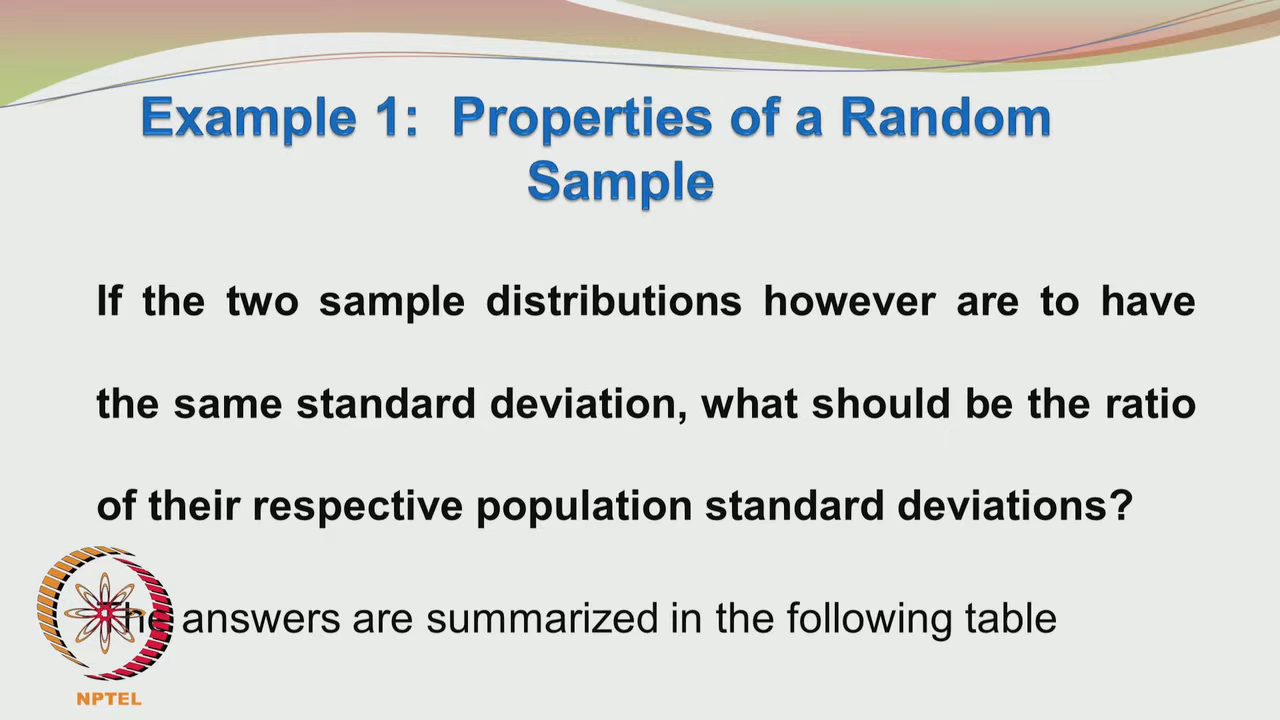 Example 1: Properties of a Random
Sample
If the two sample distributions however are to have
the same standard deviation, what should be the ratio
of their respective population standard deviations?
The answers are summarized in the following table
NPTEL